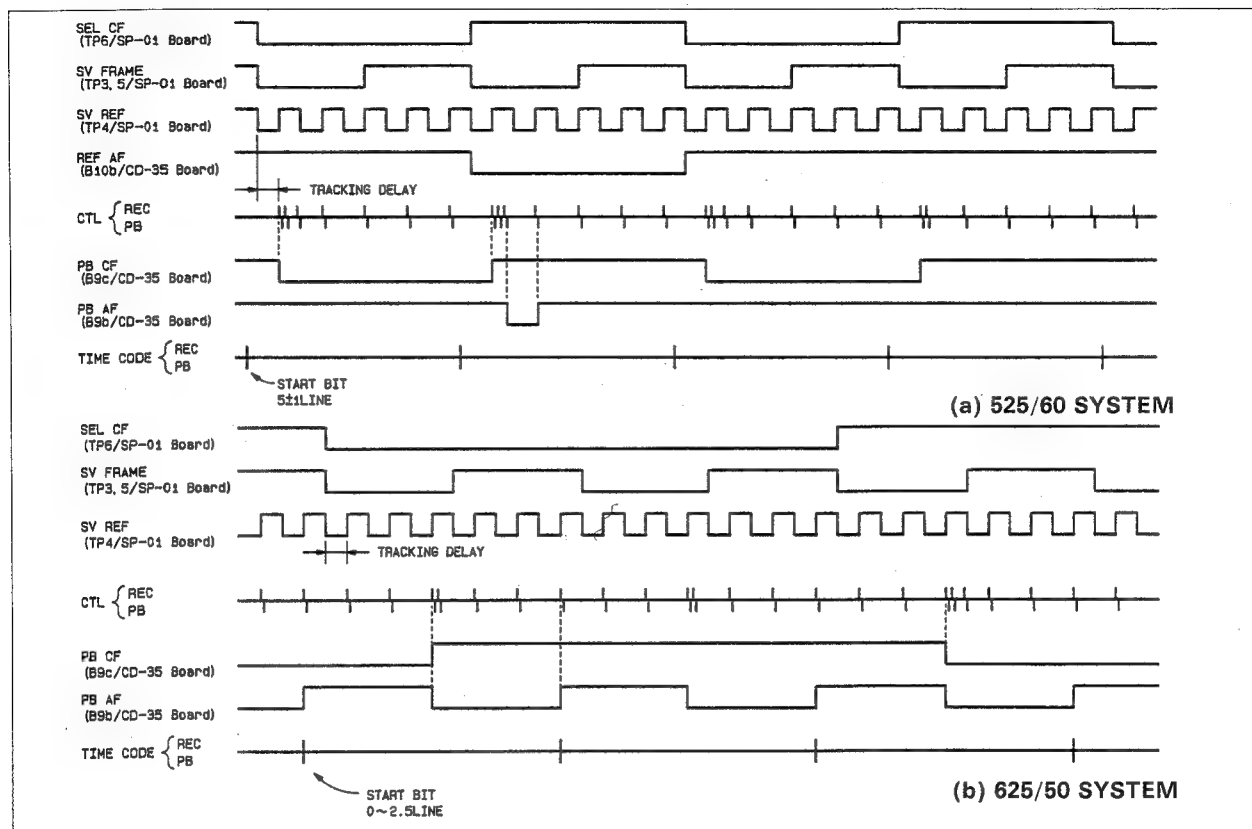 SEL CF
(TP6/SP-01 Board)
SV FRAME
(TP3, 5/SP-01 Board)
SV REF
(TP4/SP-01 Board)
REF AF
(B10b/CD-35 Board)
TRACKING DELAY
CTL { REC
PB
PB CF
(B9c/CD-35 Board)
PB AF
(B9b/CD-35 Board)
TIME CODE { REC
PB
START BIT
5±1LINE
(a) 525/60 SYSTEM
SEL CF
(TP6/SP-01 Board)
SV FRAME
(TP3, 5/SP-01 Board)
SV REF
(TP4/SP-01 Board)
TRACKING DELAY
CTL { REC
PB
PB CF
(B9c/CD-35 Board)
PB AF
(B9b/CD-35 Board)
TIME CODE { REC
PB
START BIT
0~2.5LINE
(b) 625/50 SYSTEM